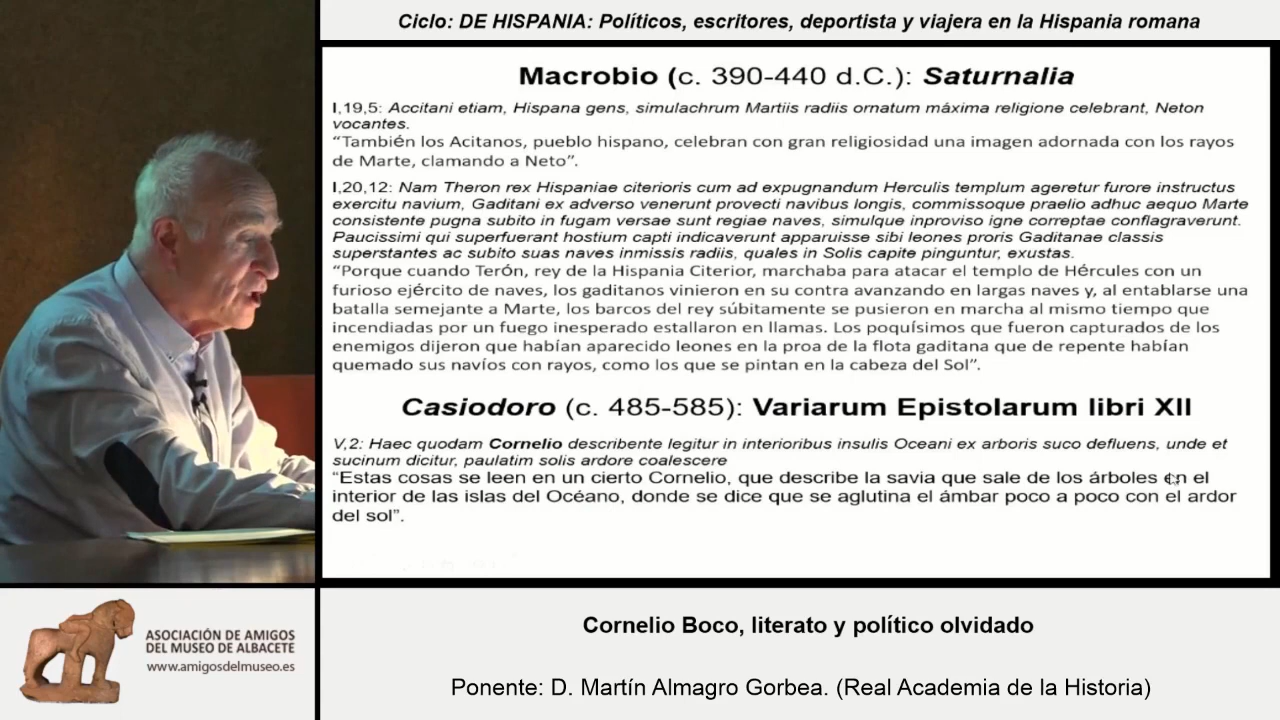 Ciclo: DE HISPANIA: Políticos, escritores, deportista y viajera en la Hispania romana
Macrobio (c. 390-440 d.C.): Saturnalia
I,19,5: Accitani etiam, Hispana gens, simulachrum Martiis radiis ornatum máxima religione celebrant, Neton
vocantes.
“También los Acitanos, pueblo hispano, celebran con gran religiosidad una imagen adornada con los rayos
de Marte, clamando a Neto”.
I,20,12: Nam Theron rex Hispaniae citerioris cum ad expugnandum Herculis templum ageretur furore instructus
exercitu navium, Gaditani ex adverso venerunt provecti navibus longis, commissoque praelio adhuc aequo Marte
consistente pugna subito in fugam versae sunt regiae naves, simulque inproviso igne correptae conflagraverunt.
Paucissimi qui superfuerant hostium capti indicaverunt apparuisse sibi leones proris Gaditanae classis
superstantes ac subito suas naves inmissis radiis, quales in Solis capite pinguntur, exustas.
“Porque cuando Terón, rey de la Hispania Citerior, marchaba para atacar el templo de Hércules con un
furioso ejército de naves, los gaditanos vinieron en su contra avanzando en largas naves y, al entablarse una
batalla semejante a Marte, los barcos del rey súbitamente se pusieron en marcha al mismo tiempo que
incendiadas por un fuego inesperado estallaron en llamas. Los poquísimos que fueron capturados de los
enemigos dijeron que habían aparecido leones en la proa de la flota gaditana que de repente habían
quemado sus navíos con rayos, como los que se pintan en la cabeza del Sol”.
Casiodoro (c. 485-585): Variarum Epistolarum libri XII
V,2: Haec quodam Cornelio describente legitur in interioribus insulis Oceani ex arboris suco defluens, unde et
sucinum dicitur, paulatim solis ardore coalescere
“Estas cosas se leen en un cierto Cornelio, que describe la savia que sale de los árboles en el
interior de las islas del Océano, donde se dice que se aglutina el ámbar poco a poco con el ardor
del sol”.
ASOCIACIÓN DE AMIGOS
DEL MUSEO DE ALBACETE
www.amigosdelmuseo.es
Cornelio Boco, literato y político olvidado
Ponente: D. Martín Almagro Gorbea. (Real Academia de la Historia)